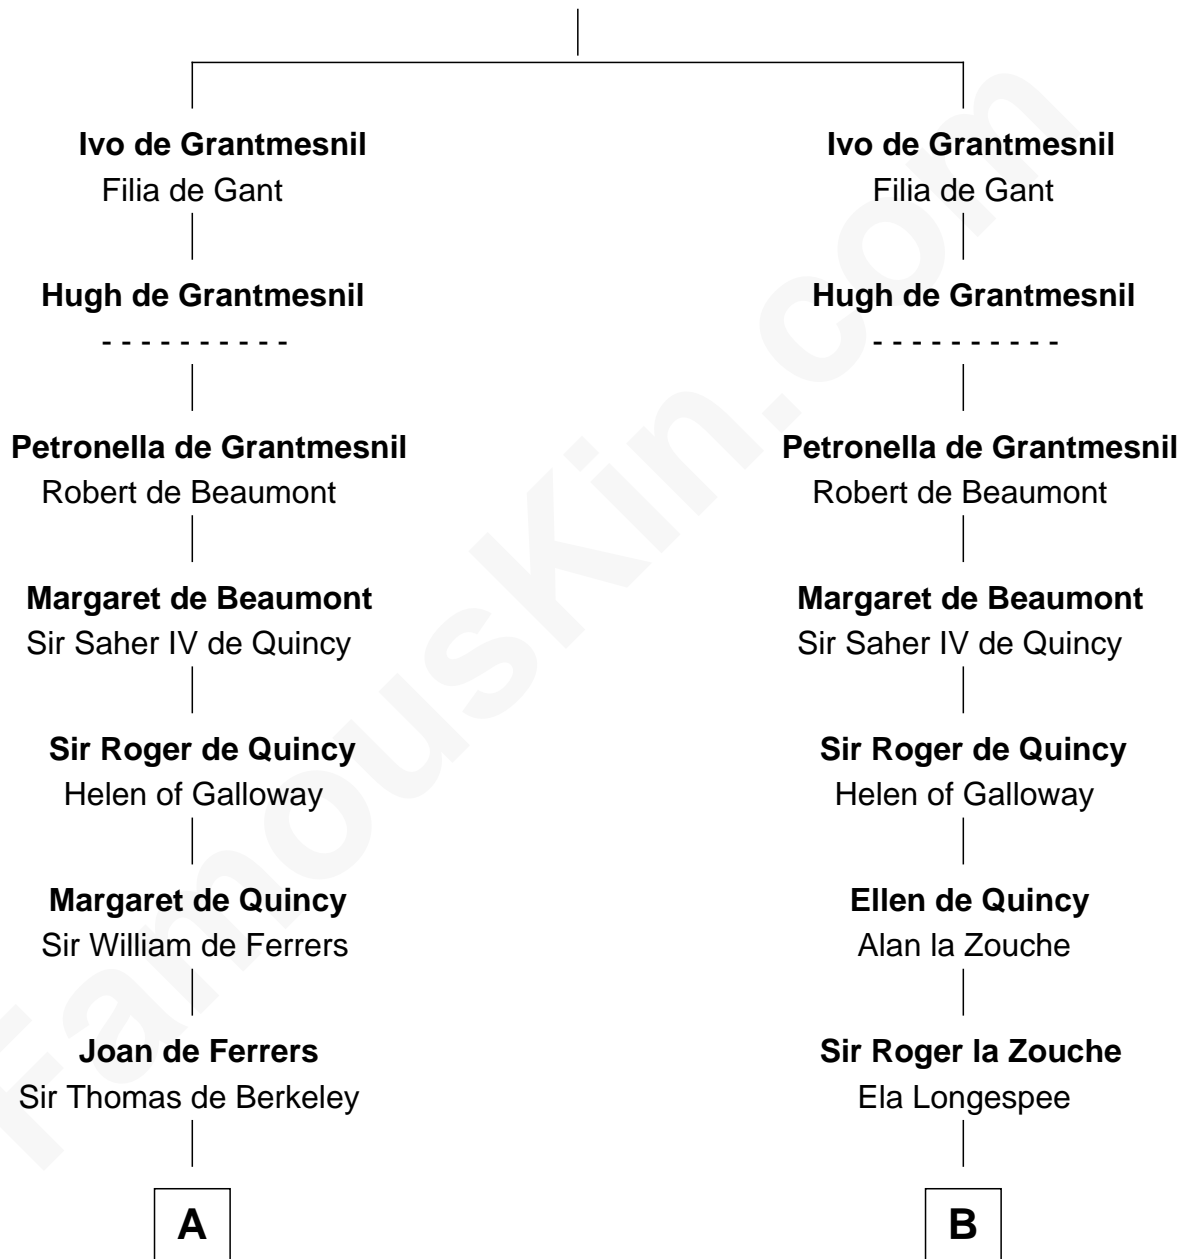 Ivo de Grantmesnil Ivo de Grantmesnil
Filia de Gant Filia de Gant
Hugh de Grantmesnil Hugh de Grantmesnil
- - - - - - - - - - - - - - - - - - - -
Petronella de Grantmesnil Petronella de Grantmesnil
Robert de Beaumont Robert de Beaumont
Margaret de Beaumont Margaret de Beaumont
Sir Saher IV de Quincy Sir Saher IV de Quincy
Sir Roger de Quincy Sir Roger de Quincy
Helen of Galloway Helen of Galloway
Margaret de Quincy Ellen de Quincy
Sir William de Ferrers Alan la Zouche
Joan de Ferrers Sir Roger la Zouche
Sir Thomas de Berkeley Ela Longespee
A B
FamousKin.com